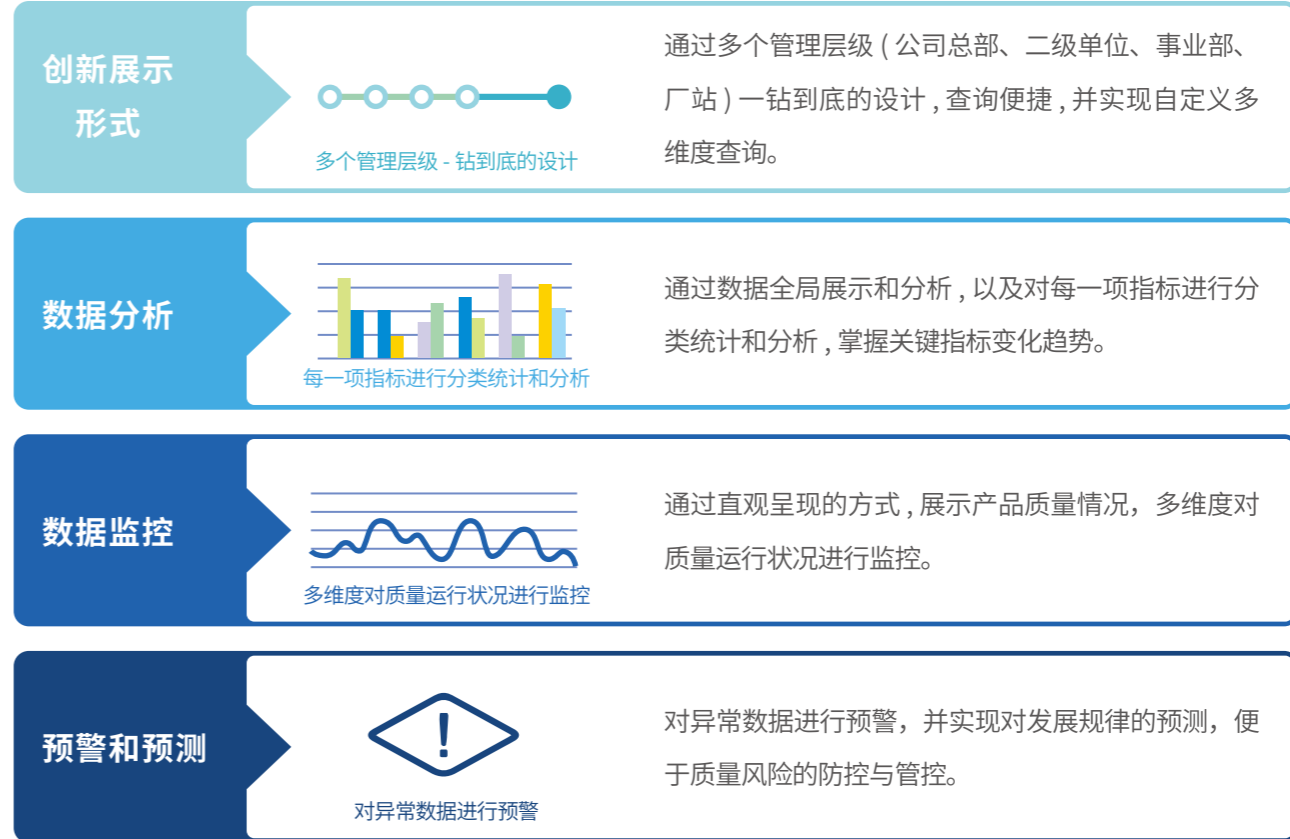 创新展示
形式
多个管理层级 - 钻到底的设计
通过多个管理层级 ( 公司总部、二级单位、事业部、
厂站 ) 一钻到底的设计 , 查询便捷 , 并实现自定义多
维度查询。
数据分析
每一项指标进行分类统计和分析
通过数据全局展示和分析 , 以及对每一项指标进行分
类统计和分析 , 掌握关键指标变化趋势。
数据监控
多维度对质量运行状况进行监控
通过直观呈现的方式 , 展示产品质量情况，多维度对
质量运行状况进行监控。
预警和预测
!
对异常数据进行预警
对异常数据进行预警，并实现对发展规律的预测，便
于质量风险的防控与管控。